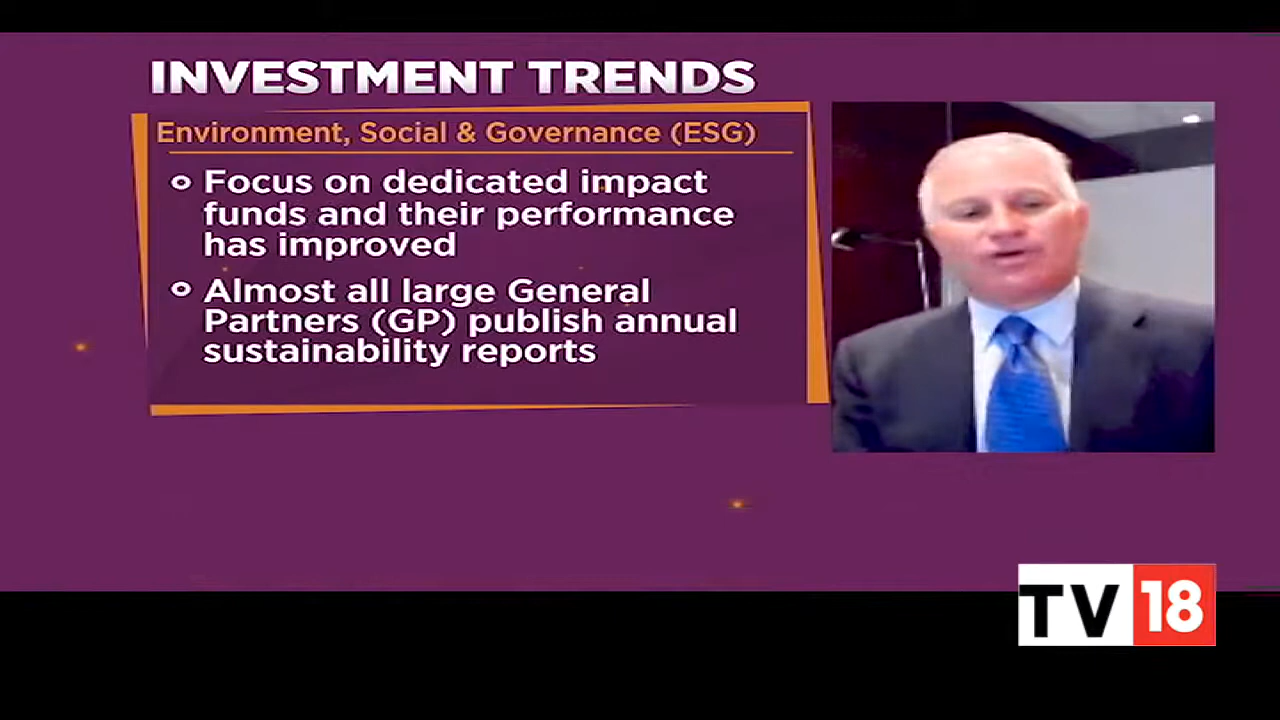 INVESTMENT TRENDS
Environment, Social & Governance (ESG)
Focus on dedicated impact
funds and their performance
has improved
Almost all large General
Partners (GP) publish annual
sustainability reports
TV18